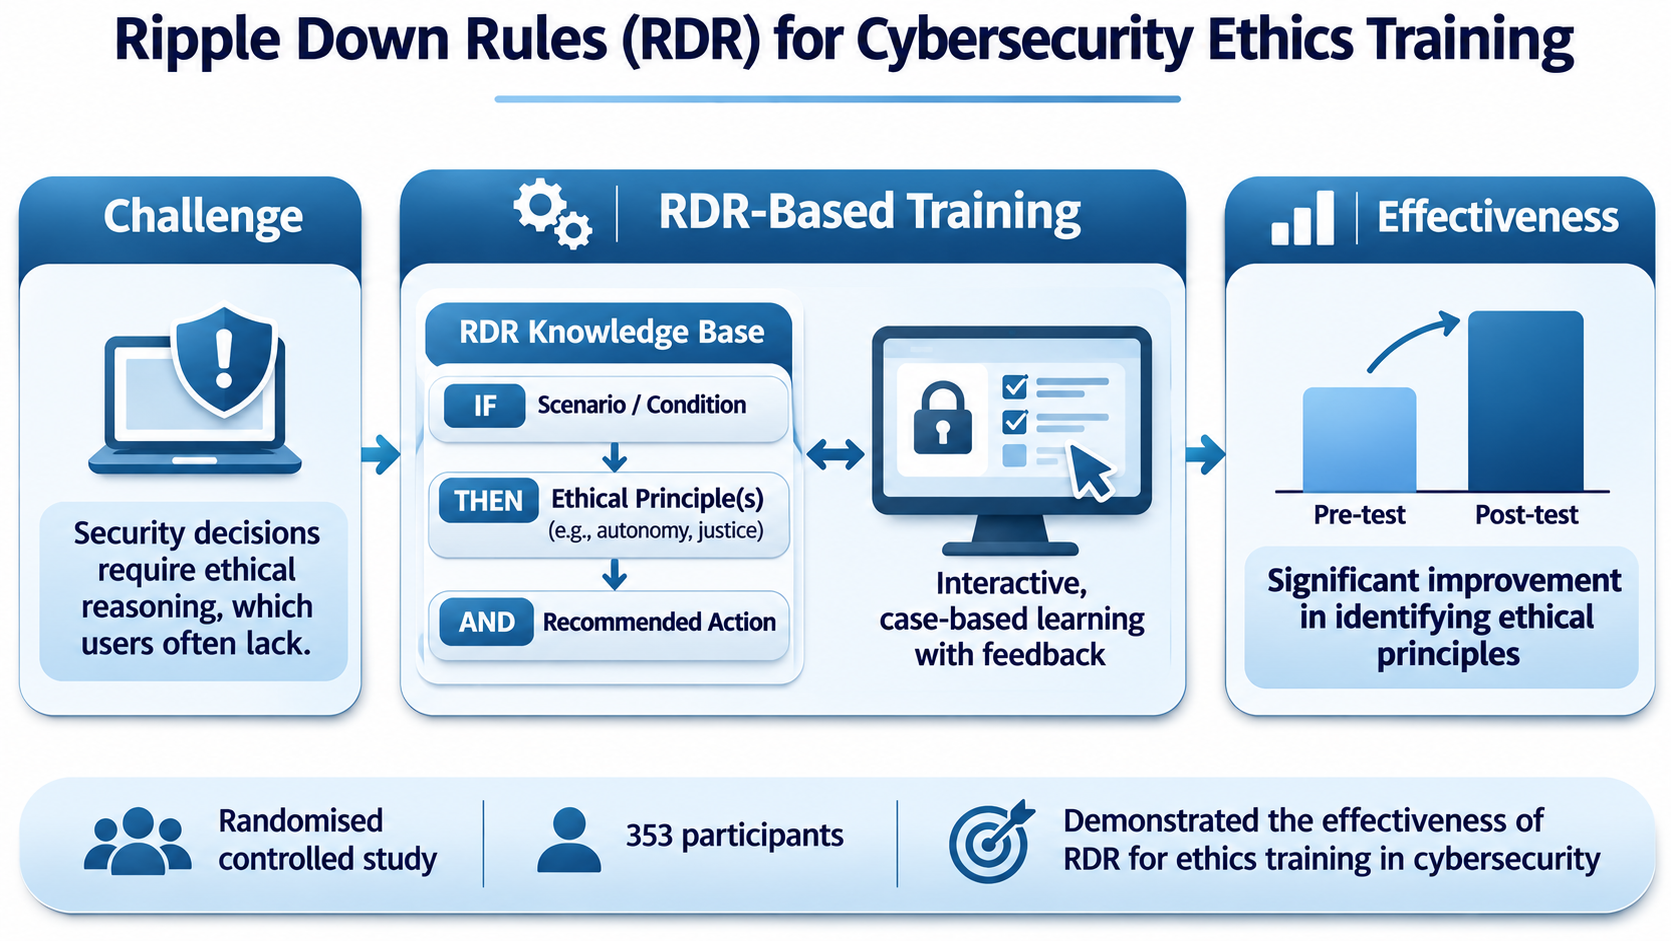 Ripple Down Rules (RDR) for Cybersecurity Ethics Training
Challenge
Security decisions
require ethical
reasoning, which
users often lack.
RDR-Based Training
RDR Knowledge Base
IF Scenario / Condition
THEN Ethical Principle(s)
(e.g., autonomy, justice)
AND Recommended Action
Interactive,
case-based learning
with feedback
Effectiveness
Pre-test Post-test
Significant improvement
in identifying ethical
principles
Randomised
controlled study
353 participants
Demonstrated the effectiveness of
RDR for ethics training in cybersecurity